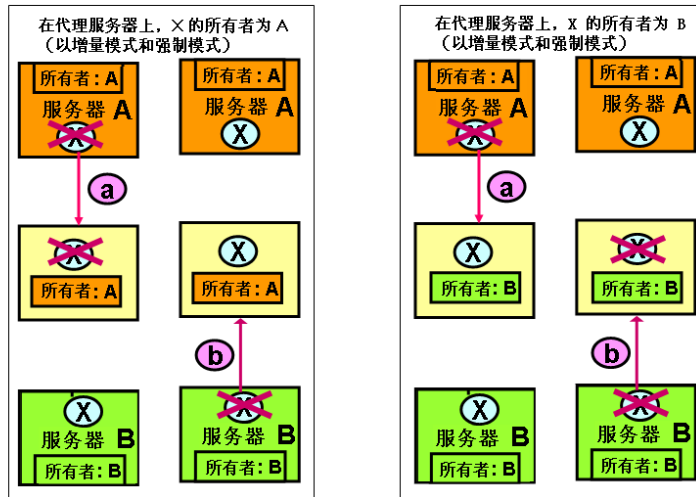 在代理服务器上，X 的所有者为 A
（以增量模式和强制模式）
所有者：A
服务器 A
X
所有者：A
服务器 A
X
a
X
所有者：A
X
所有者：A
b
X
服务器 B
所有者：B
X
服务器 B
所有者：B
在代理服务器上，X 的所有者为 B
（以增量模式和强制模式）
所有者：A
服务器 A
X
所有者：A
服务器 A
X
a
X
所有者：B
X
所有者：B
b
X
服务器 B
所有者：B
X
服务器 B
所有者：B